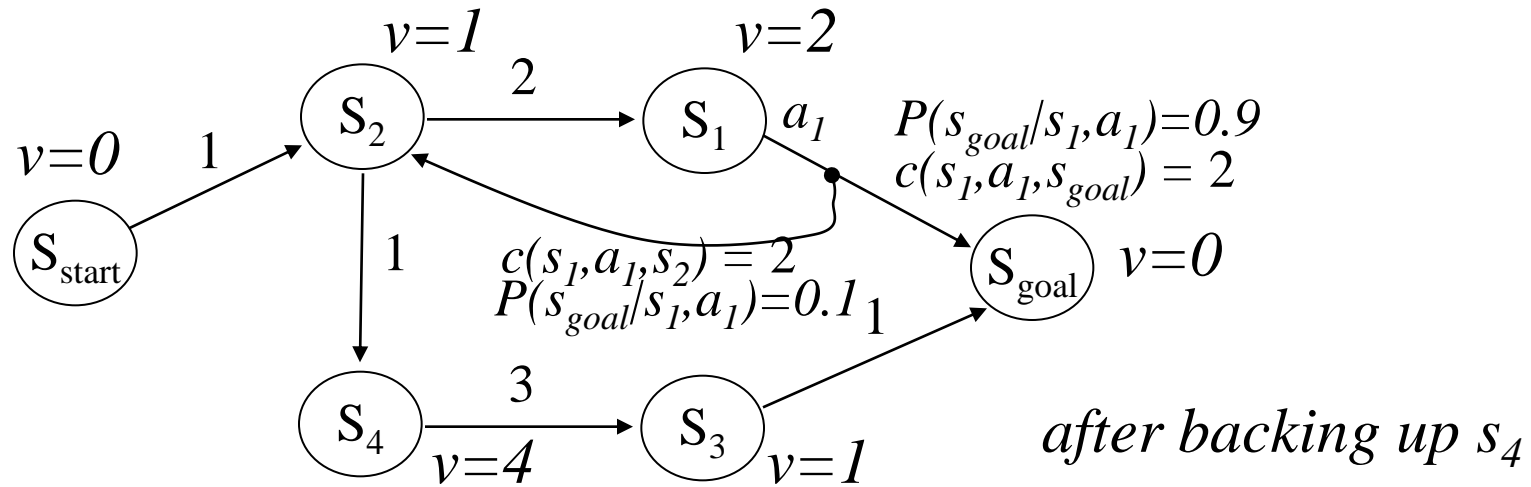 v=1
v=2
2
S2
S1
a1
P(sgoal/s1,a1)=0.9
c(s1,a1,sgoal) = 2
v=0
1
Sstart
1
c(s1,a1,s2) = 2
P(sgoal/s1,a1)=0.1
1
Sgoal
v=0
3
S4
S3
v=4
v=1
after backing up s4